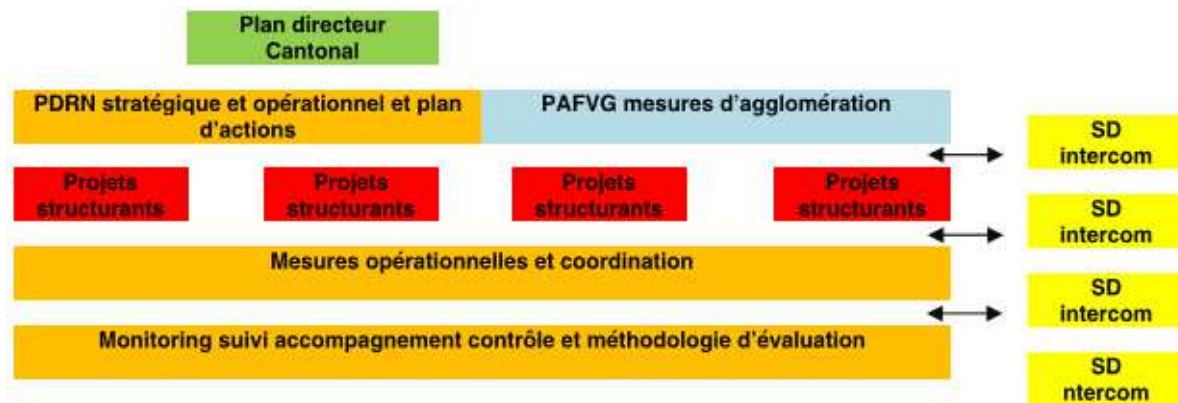 Plan directeur
Cantonal
PDRN stratégique et opérationnel et plan
d'actions
PAFVG mesures d'agglomération
SD
intercom
Projets
structurants
Projets
structurants
Projets
structurants
Projets
structurants
SD
intercom
Mesures opérationnelles et coordination
SD
intercom
Monitoring suivi accompagnement contrôle et méthodologie d'évaluation
SD
ntercom